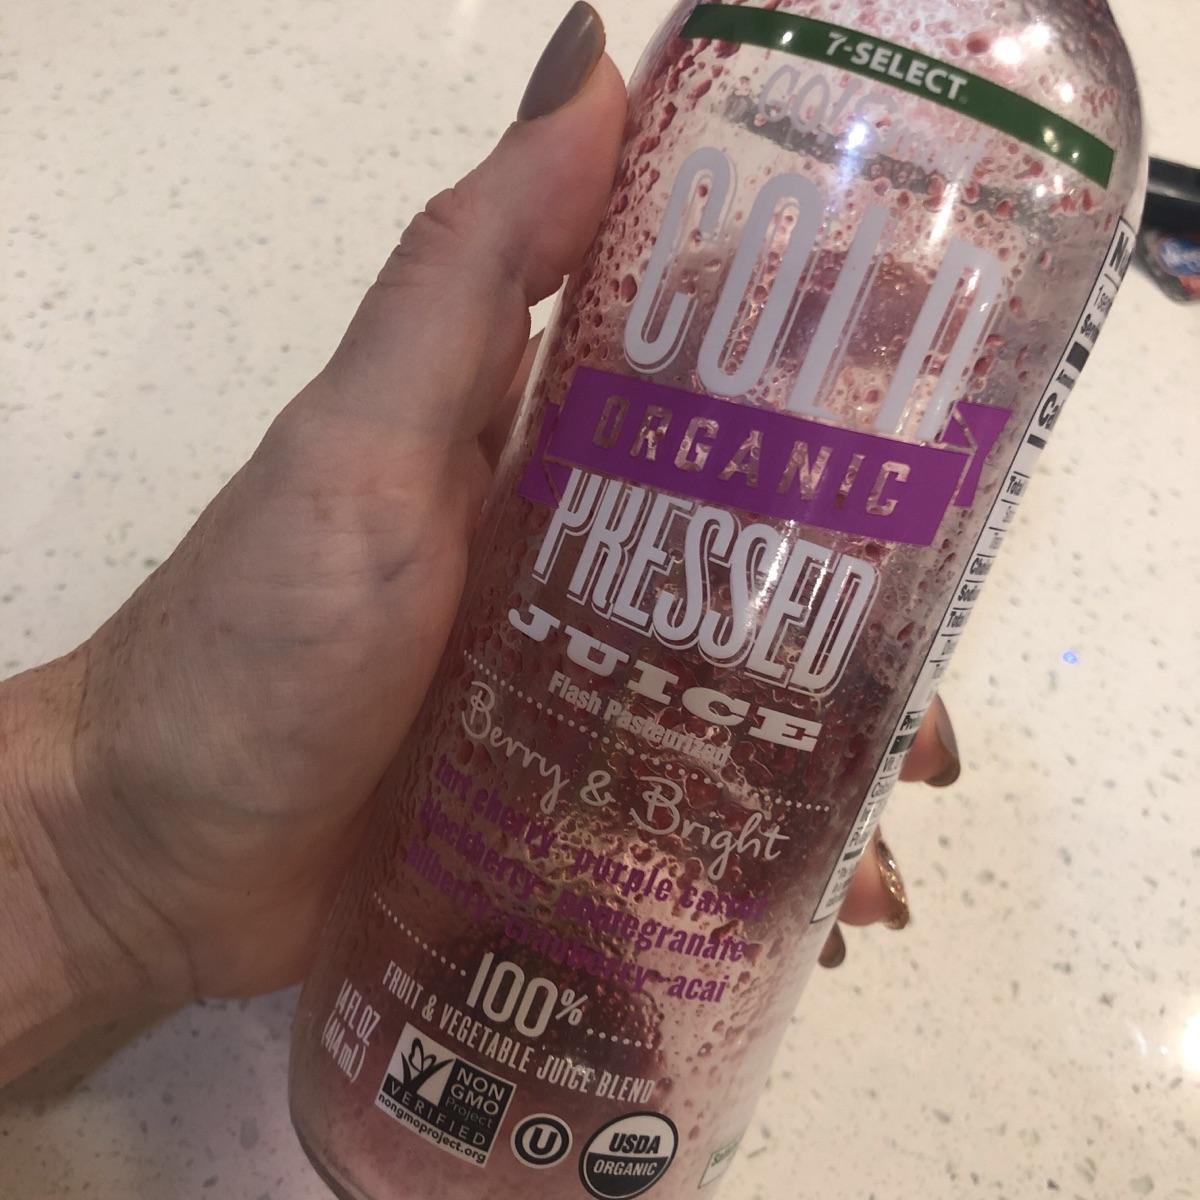 7-SELECT
COLD
ORGANIC
PRESSED
JUICE
Flash Pasteurized
Berry & Bright
tart cherry purple carrot
blackberry pomegranate
bilberry cranberry acai
100%
FRUIT & VEGETABLE JUICE BLEND
14 FL OZ
(414 mL)
NON
GMO
Project
VERIFIED
nongmoproject.org
U
USDA
ORGANIC